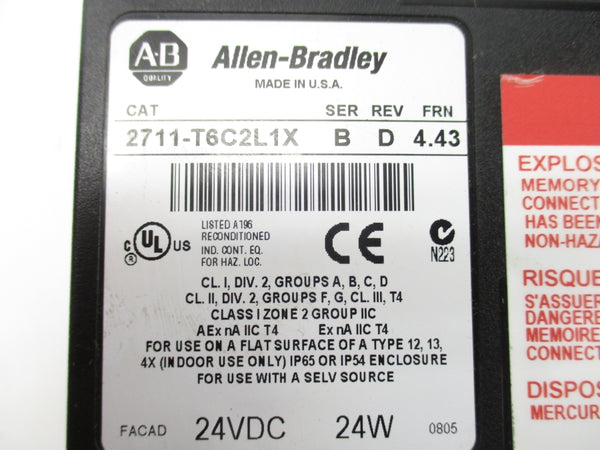 A-B
QUALITY
Allen-Bradley
MADE IN U.S.A.
CAT SER REV FRN
2711-T6C2L1X B D 4.43
C UL US
®
LISTED A196
RECONDITIONED
IND. CONT. EQ.
FOR HAZ. LOC.
CE
N223
CL. I, DIV. 2, GROUPS A, B, C, D
CL. II, DIV. 2, GROUPS F, G, CL. III, T4
CLASS I ZONE 2 GROUP IIC
AEx nA IIC T4 Ex nA IIC T4
FOR USE ON A FLAT SURFACE OF A TYPE 12, 13,
4X (INDOOR USE ONLY) IP65 OR IP54 ENCLOSURE
FOR USE WITH A SELV SOURCE
FACAD 24VDC 24W 0805
EXPLOS
MEMORY
CONNECT
HAS BEEN
NON-HAZA
RISQUE
S'ASSUER
DANGERE
MEMOIRE
CONNECT
DISPOS
MERCUR